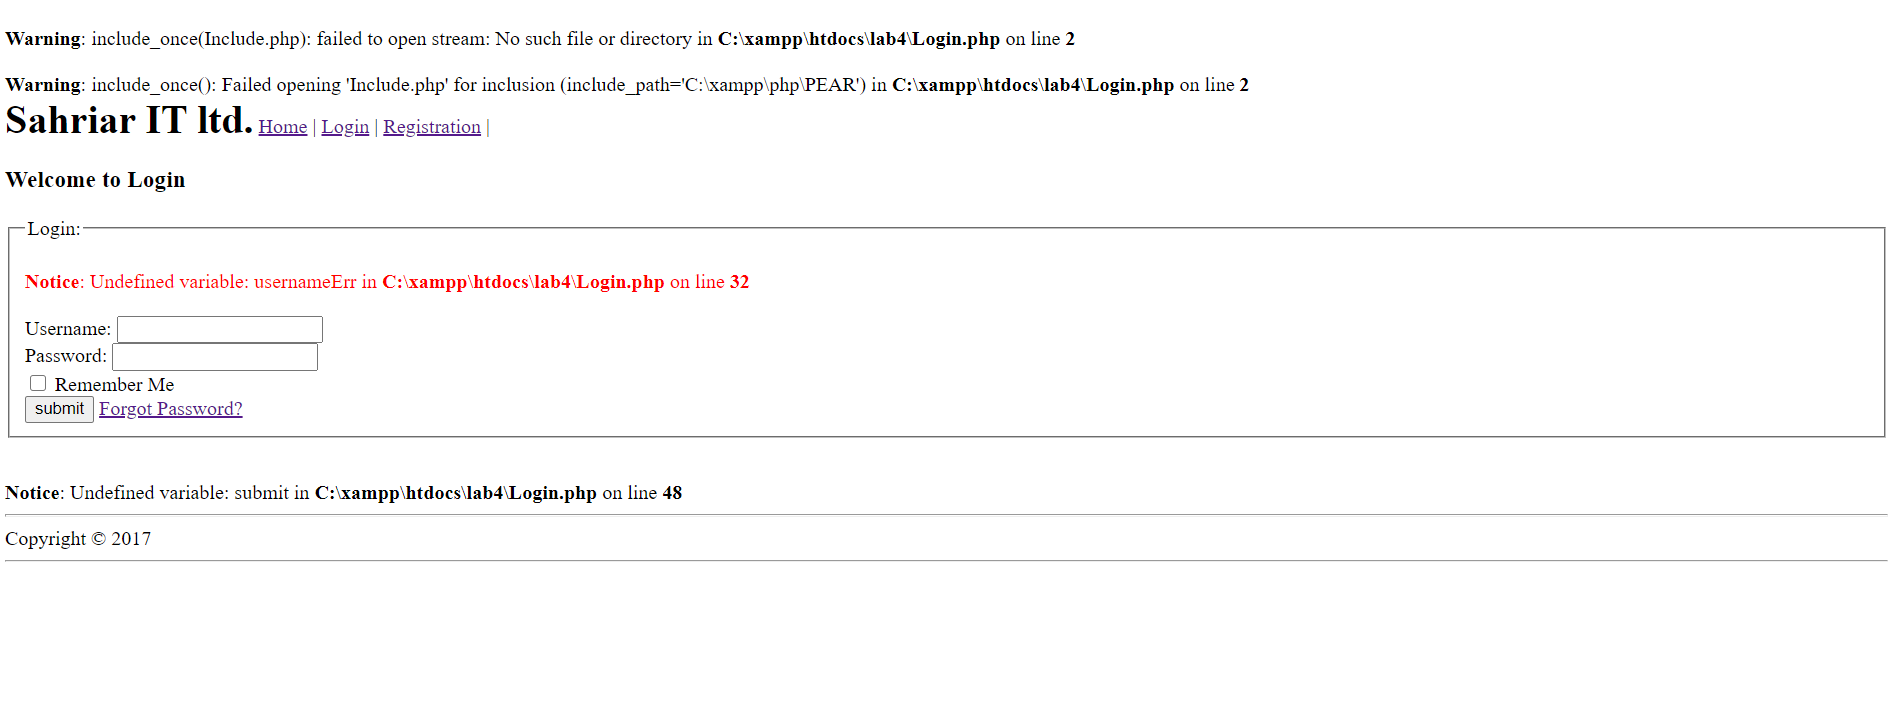 Warning: include_once(Include.php): failed to open stream: No such file or directory in C:\xampp\htdocs\lab4\Login.php on line 2
Warning: include_once(): Failed opening 'Include.php' for inclusion (include_path='C:\xampp\php\PEAR') in C:\xampp\htdocs\lab4\Login.php on line 2
Sahriar IT ltd. Home | Login | Registration |
Welcome to Login
Login:
Notice: Undefined variable: usernameErr in C:\xampp\htdocs\lab4\Login.php on line 32
Username:
Password:
Remember Me
submit Forgot Password?
Notice: Undefined variable: submit in C:\xampp\htdocs\lab4\Login.php on line 48
Copyright © 2017